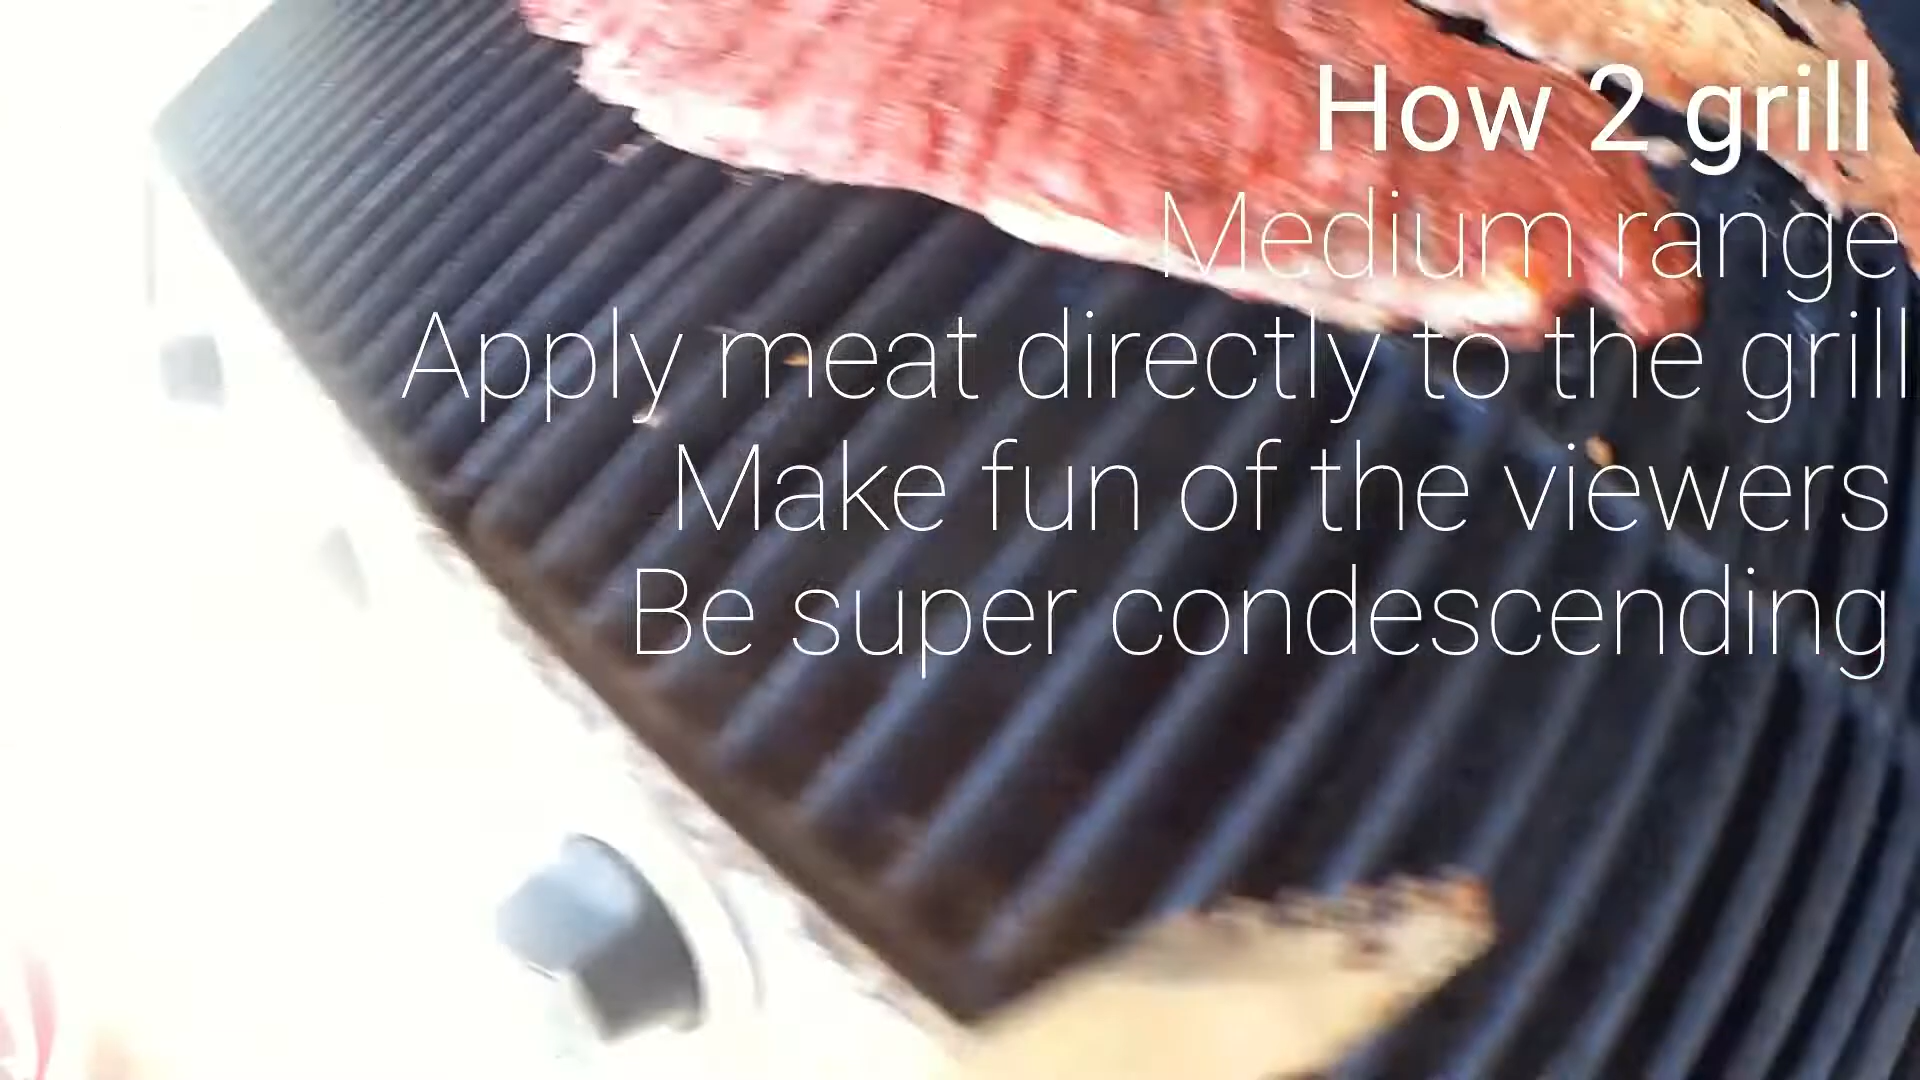 How 2 grill
Medium range
Apply meat directly to the grill
Make fun of the viewers
Be super condescending